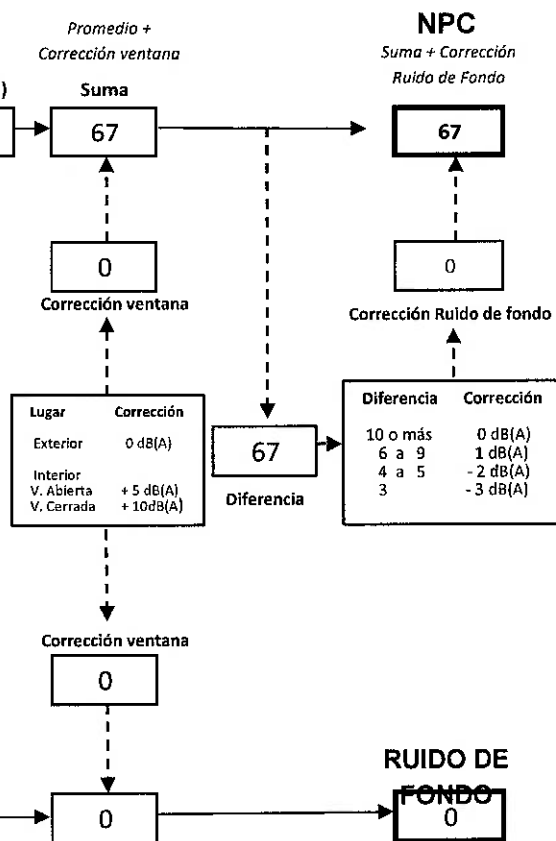 Promedio +
Corrección ventana
Suma
)
67
NPC
Suma + Corrección
Ruido de Fondo
67
0
Corrección ventana
0
Corrección Ruido de fondo
Lugar Corrección
Exterior 0 dB(A)
Interior
V. Abierta + 5 dB(A)
V. Cerrada + 10dB(A)
67
Diferencia
Diferencia Corrección
10 o más 0 dB(A)
6 a 9 1 dB(A)
4 a 5 - 2 dB(A)
3 - 3 dB(A)
Corrección ventana
0
0
RUIDO DE
FONDO
0